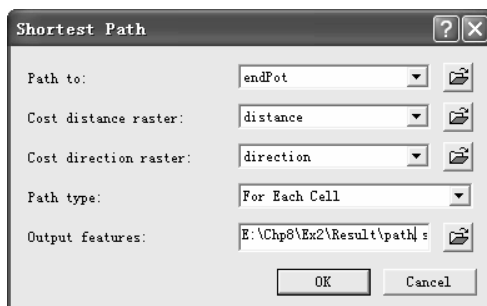 Shortest Path
Path to: endPot
Cost distance raster: distance
Cost direction raster: direction
Path type: For Each Cell
Output features: E:\Chp8\Ex2\Result\path s
OK Cancel